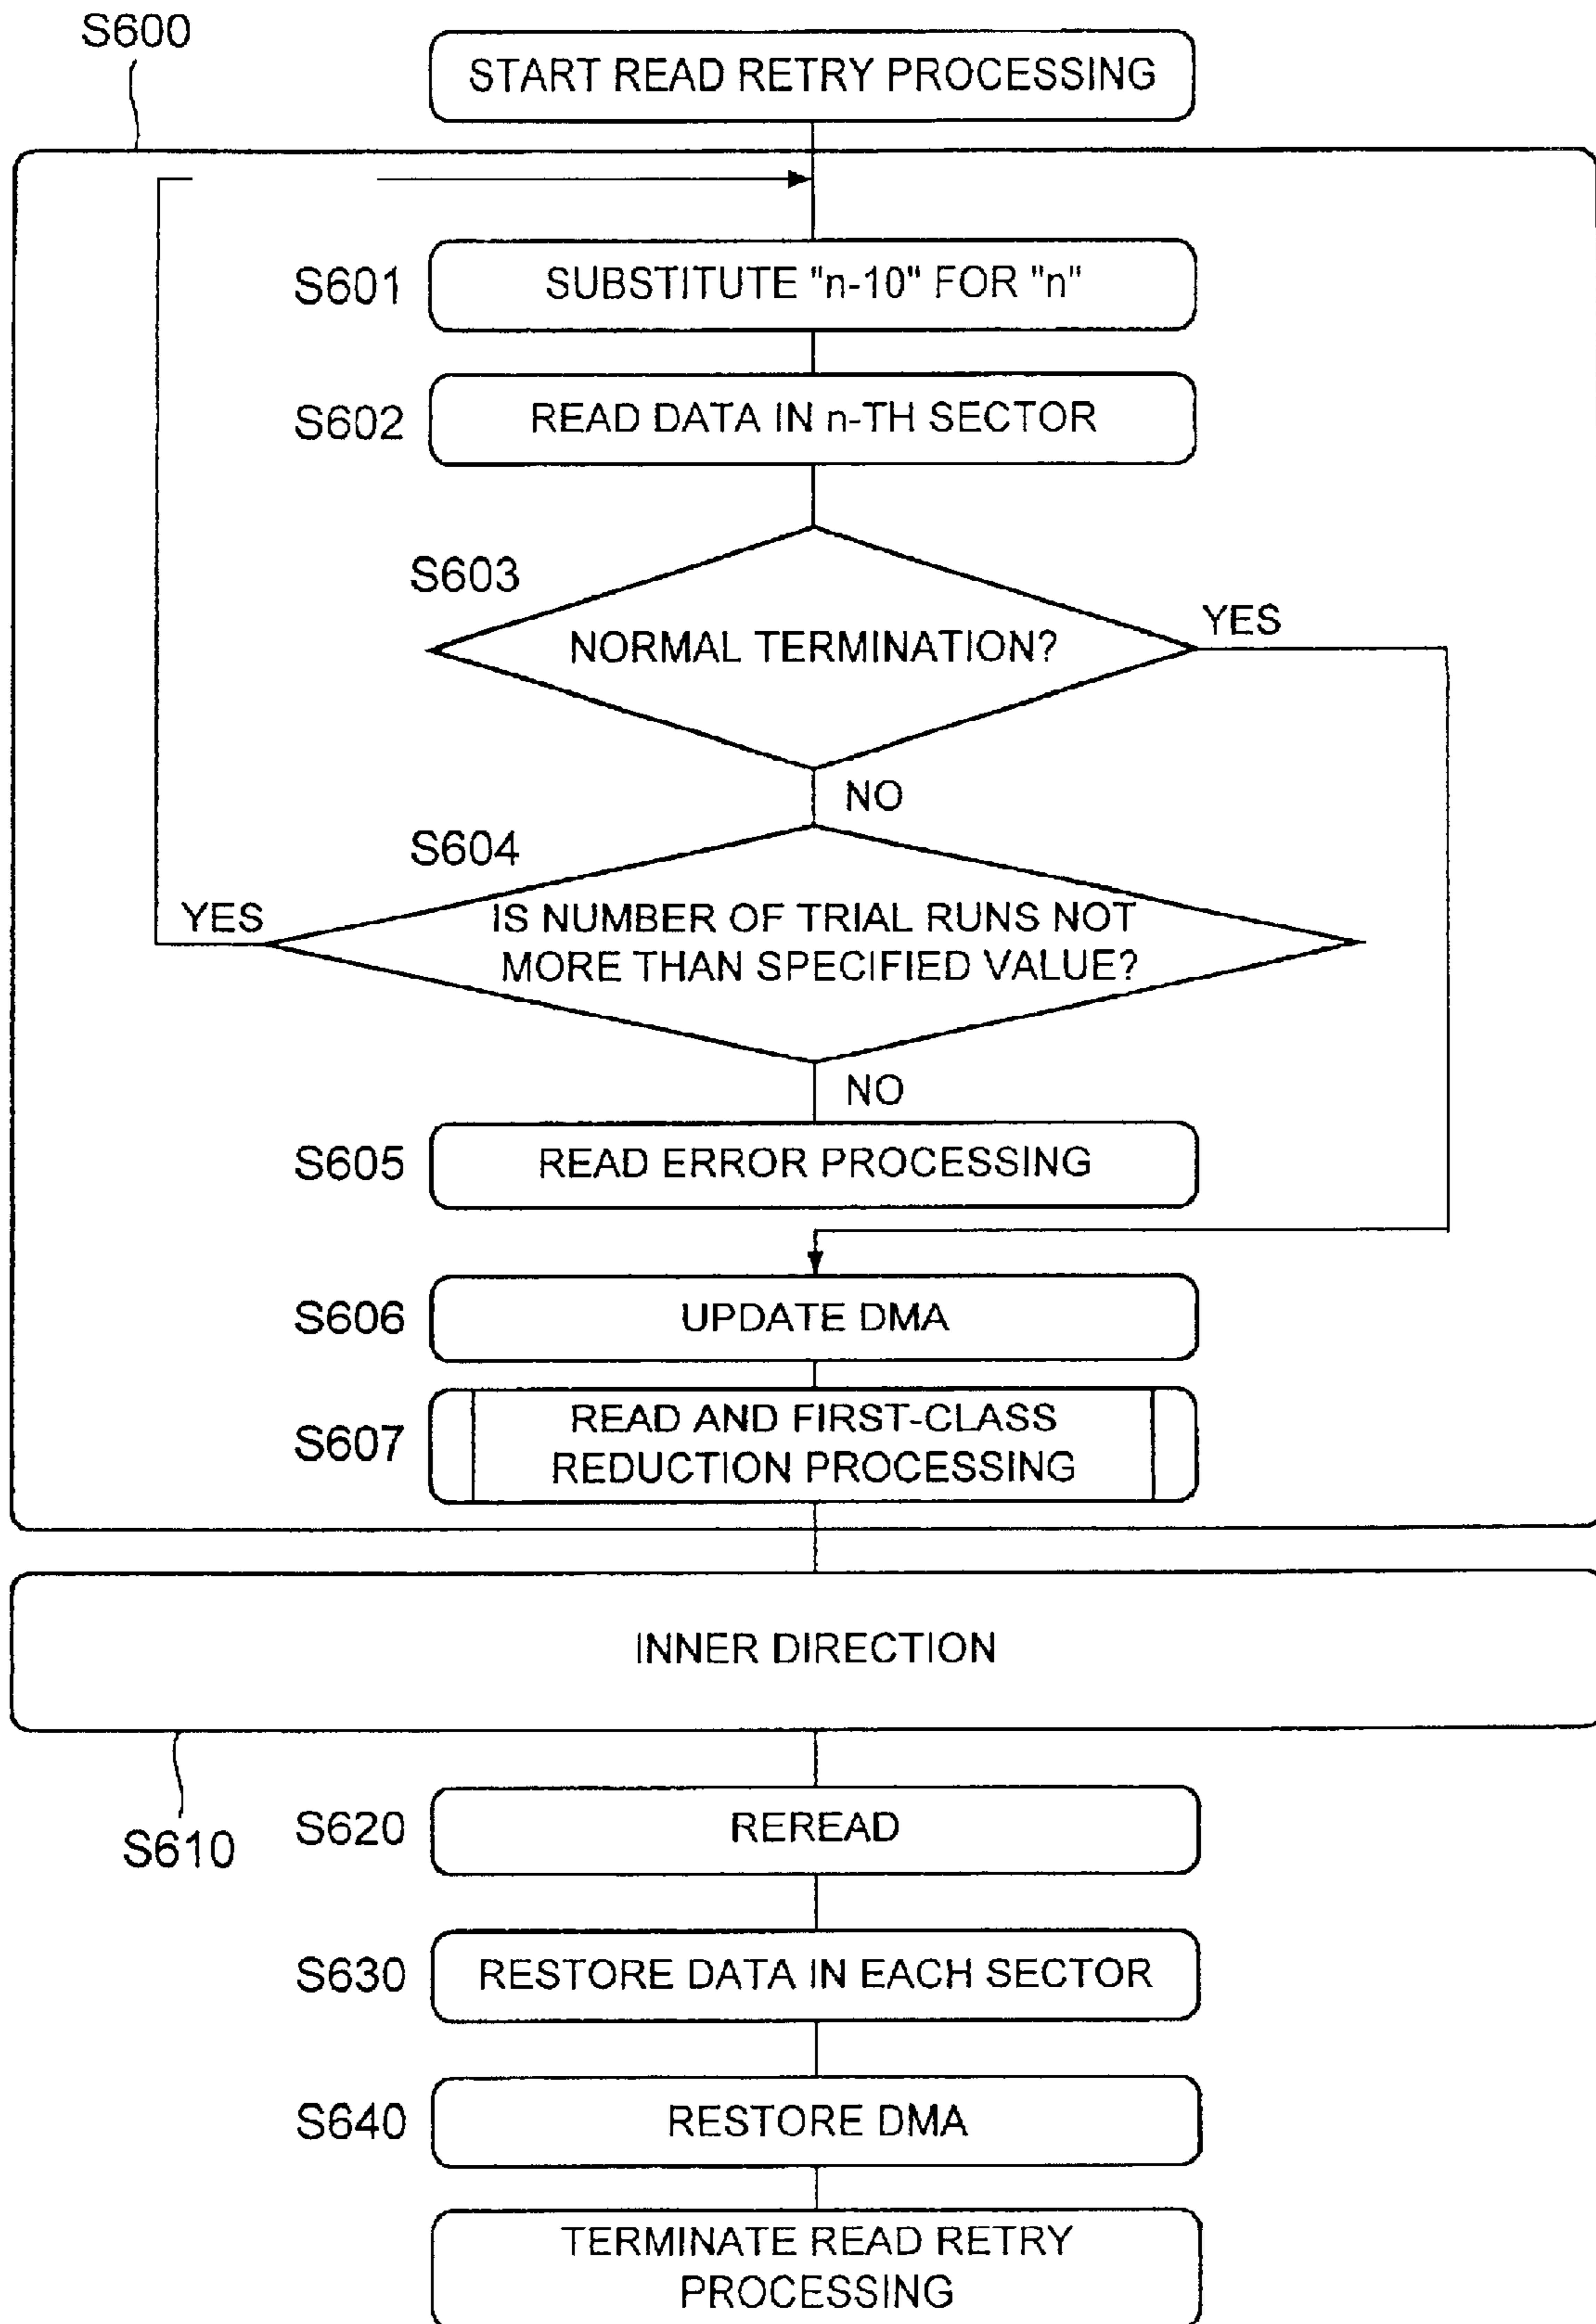 S600
START READ RETRY PROCESSING
S601
SUBSTITUTE "n-10" FOR "n"
S602
READ DATA IN n-TH SECTOR
S603
NORMAL TERMINATION?
YES
NO
S604
YES
IS NUMBER OF TRIAL RUNS NOT
MORE THAN SPECIFIED VALUE?
NO
S605
READ ERROR PROCESSING
S606
UPDATE DMA
S607
READ AND FIRST-CLASS
REDUCTION PROCESSING
INNER DIRECTION
S610
S620
REREAD
S630
RESTORE DATA IN EACH SECTOR
S640
RESTORE DMA
TERMINATE READ RETRY
PROCESSING